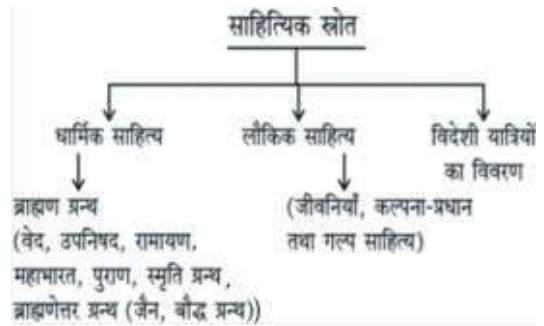 साहित्यिक स्त्रोत
धार्मिक साहित्य
लौकिक साहित्य
विदेशी यात्रियों
का विवरण
ब्राह्मण ग्रन्थ
(वेद, उपनिषद, रामायण,
महाभारत, पुराण, स्मृति ग्रन्थ,
ब्राह्मणेत्तर ग्रन्थ (जैन, बौद्ध ग्रन्थ))
(जीवनियाँ, कल्पना-प्रधान
तथा गल्प साहित्य)